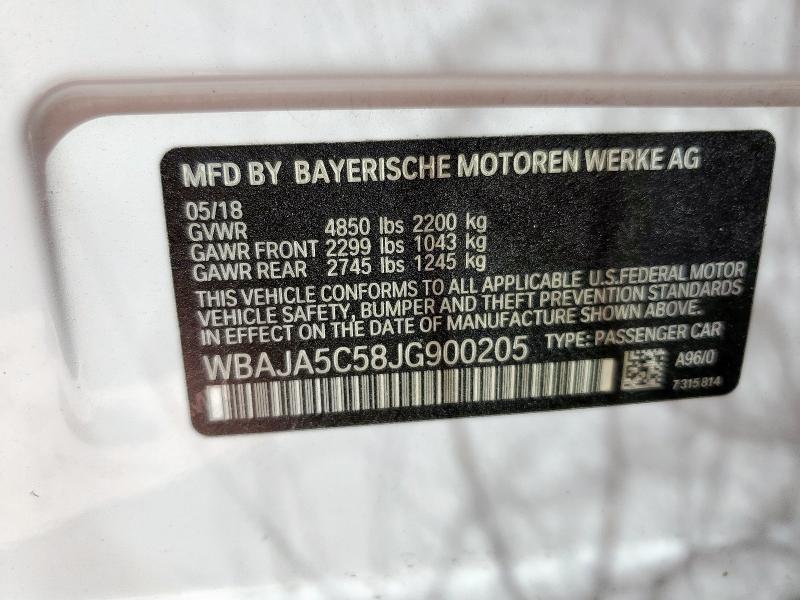 MFD BY BAYERISCHE MOTOREN WERKE AG
05/18
GVWR 4850 lbs 2200 kg
GAWR FRONT 2299 lbs 1043 kg
GAWR REAR 2745 lbs 1245 kg
THIS VEHICLE CONFORMS TO ALL APPLICABLE U.S.FEDERAL MOTOR
VEHICLE SAFETY, BUMPER AND THEFT PREVENTION STANDARDS
IN EFFECT ON THE DATE OF MANUFACTURE SHOWN ABOVE.
WBAJA5C58JG900205 TYPE: PASSENGER CAR
A96/0
7315814